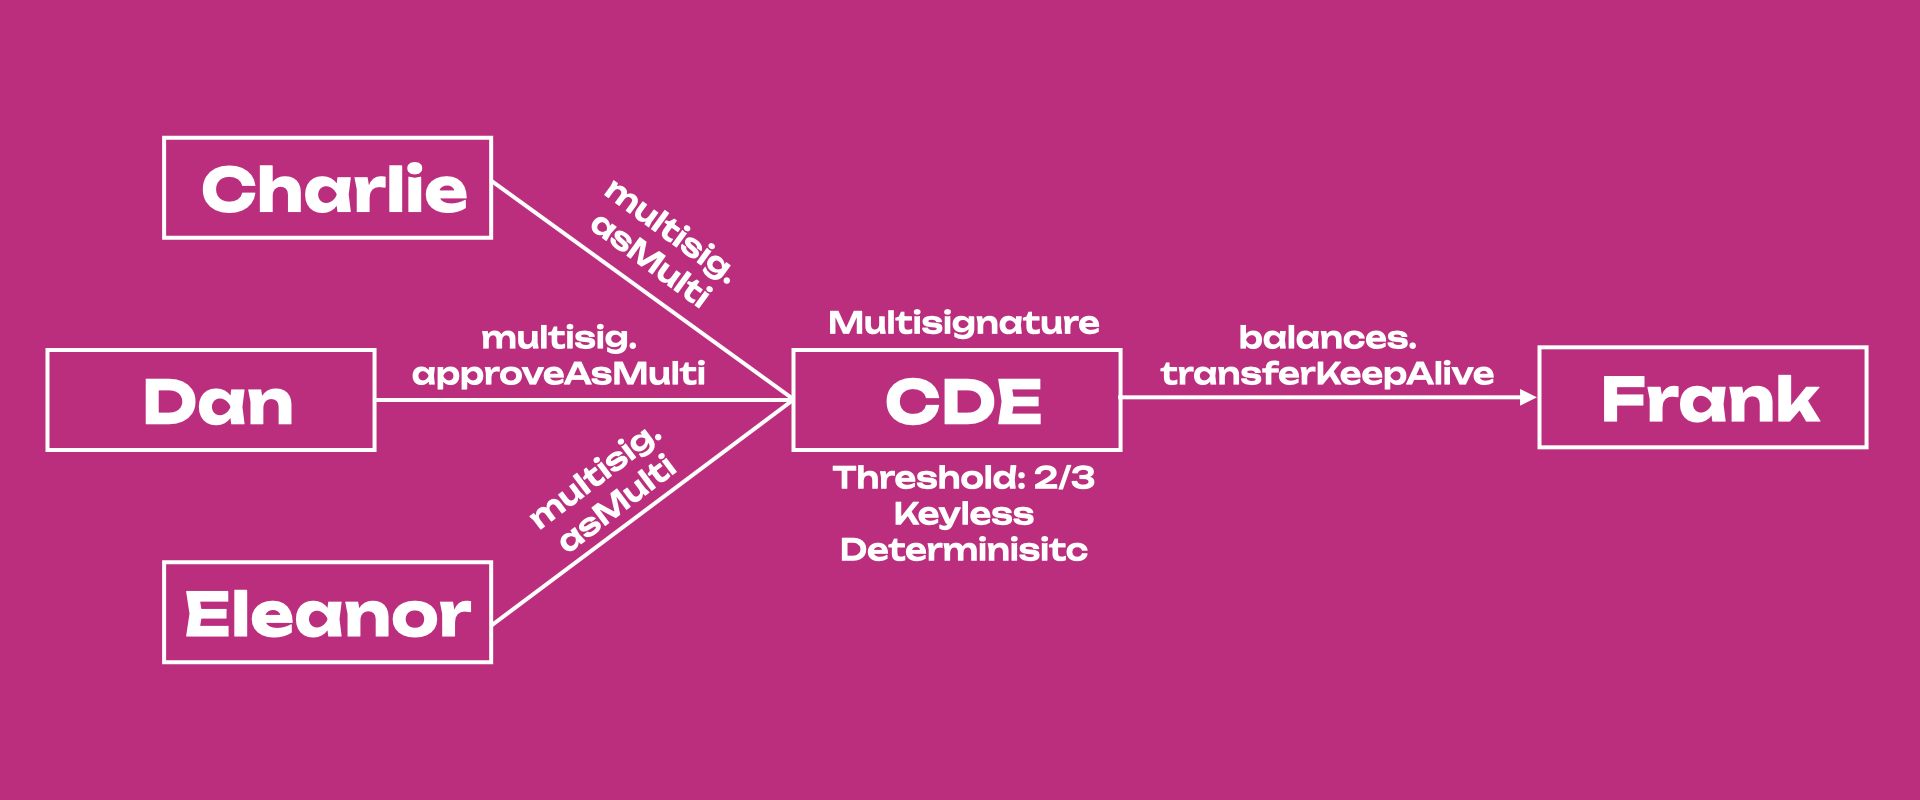 Charlie
multisig.
asMulti
Dan
multisig.
approveAsMulti
Eleanor
multisig.
asMulti
Multisignature
CDE
Threshold: 2/3
Keyless
Determinisitc
balances.
transferKeepAlive
Frank